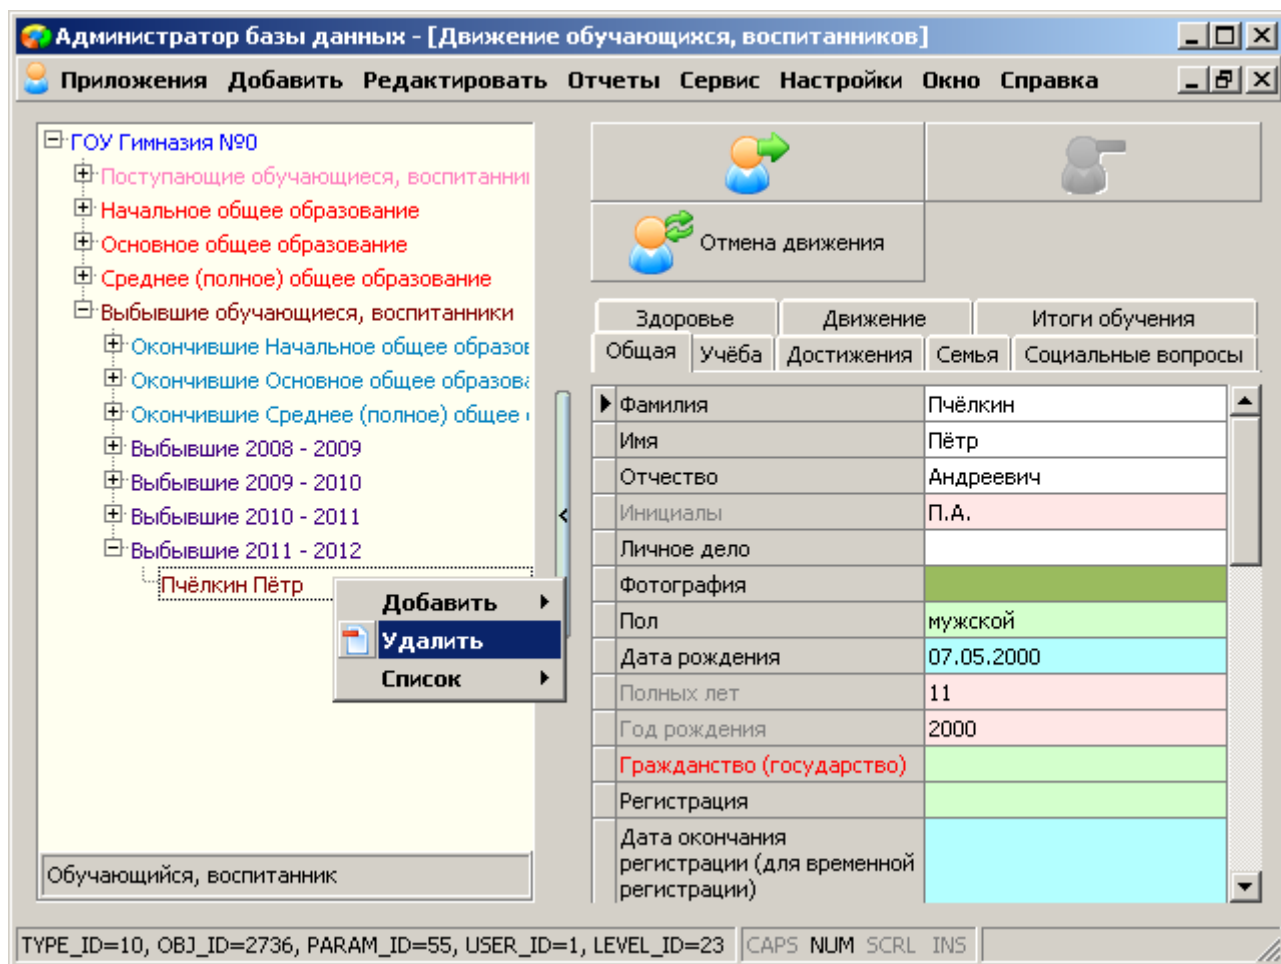 Администратор базы данных - [Движение обучающихся, воспитанников]
Приложения Добавить Редактировать Отчеты Сервис Настройки Окно Справка
ГОУ Гимназия №0
Поступающие обучающиеся, воспитанни
Начальное общее образование
Основное общее образование
Среднее (полное) общее образование
Выбывшие обучающиеся, воспитанники
Окончившие Начальное общее образов
Окончившие Основное общее образова
Окончившие Среднее (полное) общее
Выбывшие 2008 - 2009
Выбывшие 2009 - 2010
Выбывшие 2010 - 2011
Выбывшие 2011 - 2012
Пчёлкин Пётр
Добавить
Удалить
Список
Обучающийся, воспитанник
Отмена движения
Здоровье Движение Итоги обучения
Общая Учёба Достижения Семья Социальные вопросы
Фамилия Пчёлкин
Имя Пётр
Отчество Андреевич
Инициалы П.А.
Личное дело
Фотография
Пол мужской
Дата рождения 07.05.2000
Полных лет 11
Год рождения 2000
Гражданство (государство)
Регистрация
Дата окончания
регистрации (для временной
регистрации)
TYPE_ID=10, OBJ_ID=2736, PARAM_ID=55, USER_ID=1, LEVEL_ID=23 CAPS NUM SCRL INS